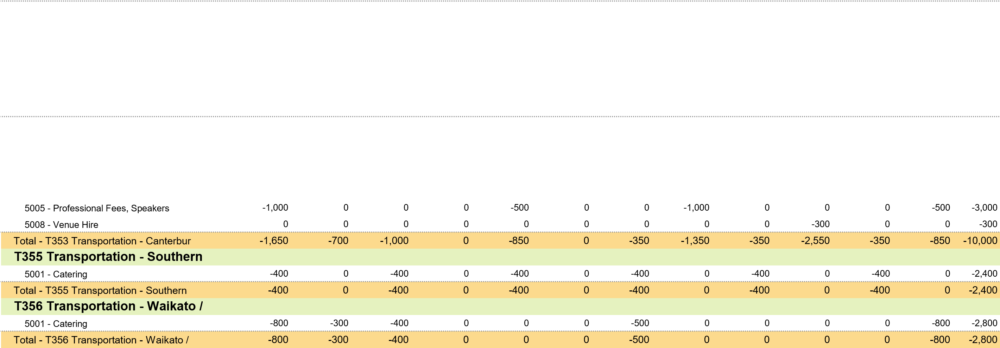 5005 - Professional Fees, Speakers -1,000 0 0 0 -500 0 0 -1,000 0 0 0 -500 -3,000
5008 - Venue Hire 0 0 0 0 0 0 0 0 0 -300 0 0 -300
Total - T353 Transportation - Canterbur -1,650 -700 -1,000 0 -850 0 -350 -1,350 -350 -2,550 -350 -850 -10,000
T355 Transportation - Southern
5001 - Catering -400 0 -400 0 -400 0 -400 0 -400 0 -400 0 -2,400
Total - T355 Transportation - Southern -400 0 -400 0 -400 0 -400 0 -400 0 -400 0 -2,400
T356 Transportation - Waikato /
5001 - Catering -800 -300 -400 0 0 0 -500 0 0 0 0 -800 -2,800
Total - T356 Transportation - Waikato / -800 -300 -400 0 0 0 -500 0 0 0 0 -800 -2,800